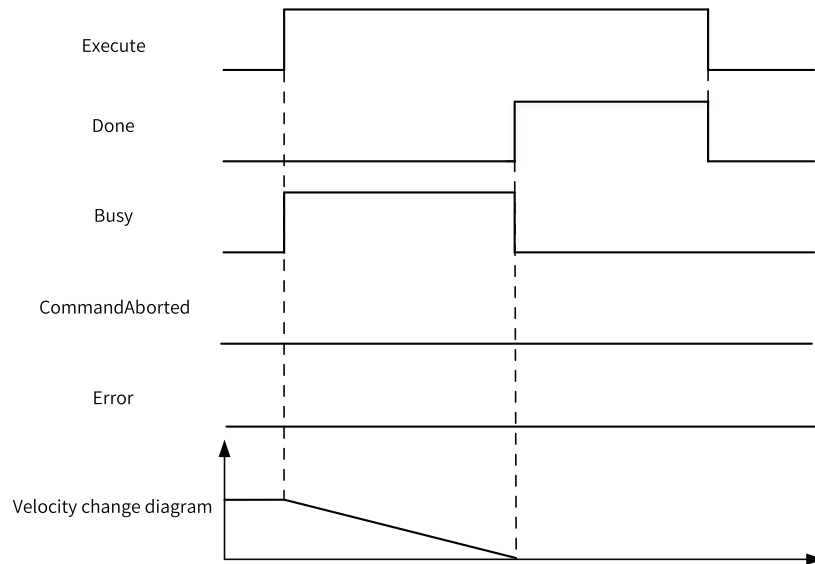 Execute
Done
Busy
CommandAborted
Error
Velocity change diagram